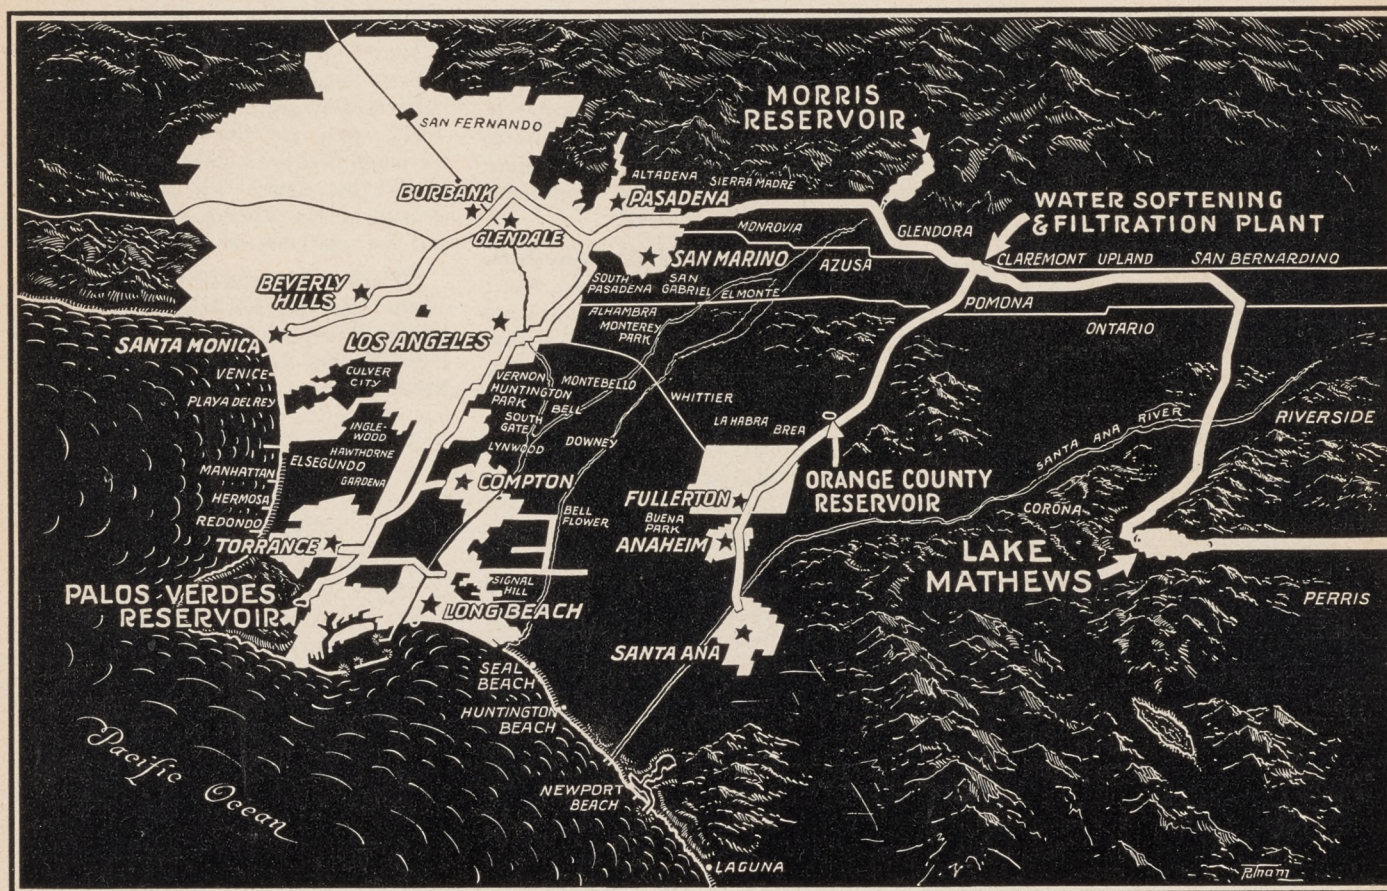 MORRIS
RESERVOIR
SAN FERNANDO
ALTADENA
SIERRA MADRE
BURBANK
PASADENA
WATER SOFTENING
& FILTRATION PLANT
GLENDALE
MONROVIA
GLENDORA
SAN MARINO
AZUSA
CLAREMONT
UPLAND
SAN BERNARDINO
BEVERLY
HILLS
SOUTH
PASADENA
SAN
GABRIEL
EL MONTE
POMONA
ALHAMBRA
MONTEREY
PARK
ONTARIO
SANTA MONICA
LOS ANGELES
VENICE
CULVER
CITY
VERNON
HUNTINGTON
PARK
MONTEBELLO
BELL
WHITTIER
PLAYA DEL REY
SOUTH
GATE
LA HABRA
BREA
SANTA ANA RIVER
RIVERSIDE
INGLE-
WOOD
HAWTHORNE
LYNWOOD
DOWNEY
EL SEGUNDO
GARDENA
MANHATTAN
COMPTON
ORANGE COUNTY
RESERVOIR
HERMOSA
FULLERTON
CORONA
REDONDO
BELL
FLOWER
BUENA
PARK
TORRANCE
ANAHEIM
LAKE
MATHEWS
PALOS VERDES
RESERVOIR
SIGNAL
HILL
LONG BEACH
PERRIS
SANTA ANA
SEAL
BEACH
HUNTINGTON
BEACH
Pacific Ocean
NEWPORT
BEACH
LAGUNA
Putnam